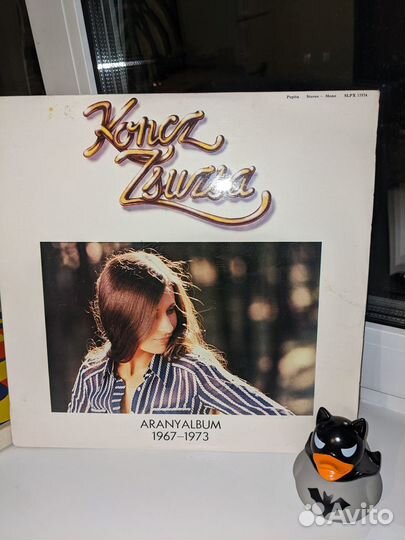 Pepita Stereo - Mono SLPX 17574
Koncz
Zsuzsa
ARANYALBUM
1967-1973
Avito